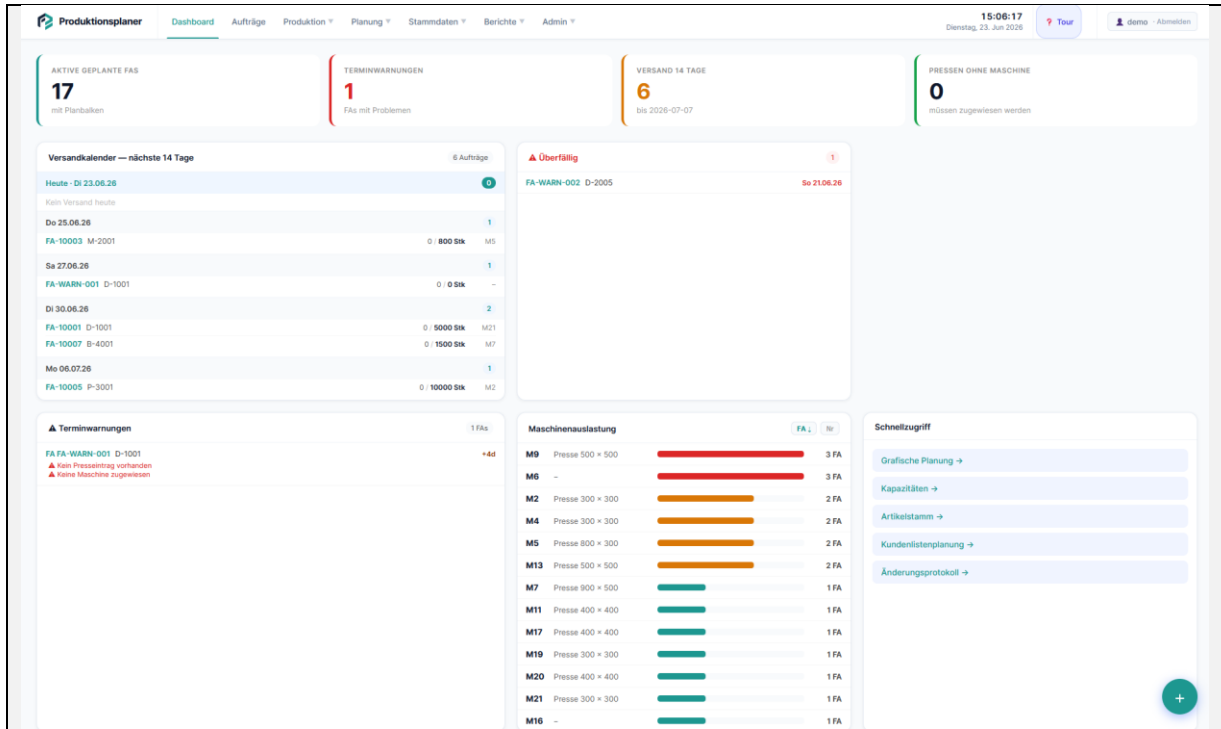 Produktionsplaner Dashboard Aufträge Produktion ▼ Planung ▼ Stammdaten ▼ Berichte ▼ Admin ▼ 15:06:17 ? Tour demo · Abmelden
Dienstag, 23. Jun 2026
AKTIVE GEPLANTE FAS
17
mit Planbalken
TERMINWARNUNGEN
1
FAs mit Problemen
VERSAND 14 TAGE
6
bis 2026-07-07
PRESSEN OHNE MASCHINE
0
müssen zugewiesen werden
Versandkalender — nächste 14 Tage 6 Aufträge
Heute · Di 23.06.26 0
Kein Versand heute
Do 25.06.26 1
FA-10003 M-2001 0 / 800 Stk M5
Sa 27.06.26 1
FA-WARN-001 D-1001 0 / 0 Stk –
Di 30.06.26 2
FA-10001 D-1001 0 / 5000 Stk M21
FA-10007 B-4001 0 / 1500 Stk M7
Mo 06.07.26 1
FA-10005 P-3001 0 / 10000 Stk M2
⚠ Überfällig 1
FA-WARN-002 D-2005 So 21.06.26
⚠ Terminwarnungen 1 FAs
FA FA-WARN-001 D-1001 +4d
⚠ Kein Presseintrag vorhanden
⚠ Keine Maschine zugewiesen
Maschinenauslastung FA ↓ Nr
M9 Presse 500 × 500 3 FA
M6 – 3 FA
M2 Presse 300 × 300 2 FA
M4 Presse 300 × 300 2 FA
M5 Presse 800 × 300 2 FA
M13 Presse 500 × 500 2 FA
M7 Presse 900 × 500 1 FA
M11 Presse 400 × 400 1 FA
M17 Presse 400 × 400 1 FA
M19 Presse 300 × 300 1 FA
M20 Presse 400 × 400 1 FA
M21 Presse 300 × 300 1 FA
M16 – 1 FA
Schnellzugriff
Grafische Planung →
Kapazitäten →
Artikelstamm →
Kundenlistenplanung →
Änderungsprotokoll →
+